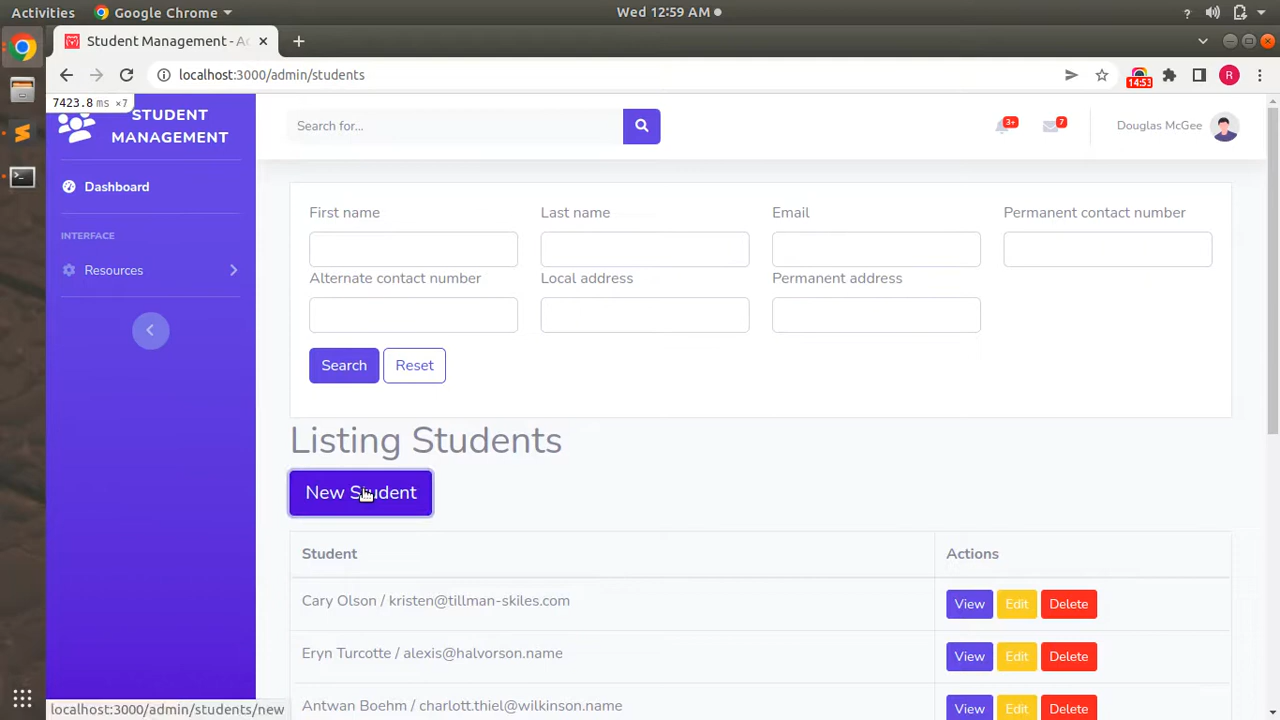 Activities
Google Chrome
Wed 12:59 AM
Student Management - A
localhost:3000/admin/students
14:53
R
7423.8 ms ×7
STUDENT
MANAGEMENT
Search for...
3+
7
Douglas McGee
Dashboard
INTERFACE
Resources
First name
Last name
Email
Permanent contact number
Alternate contact number
Local address
Permanent address
Search
Reset
Listing Students
New Student
Student
Actions
Cary Olson / kristen@tillman-skiles.com
View Edit Delete
Eryn Turcotte / alexis@halvorson.name
View Edit Delete
Antwan Boehm / charlott.thiel@wilkinson.name
View Edit Delete
localhost:3000/admin/students/new